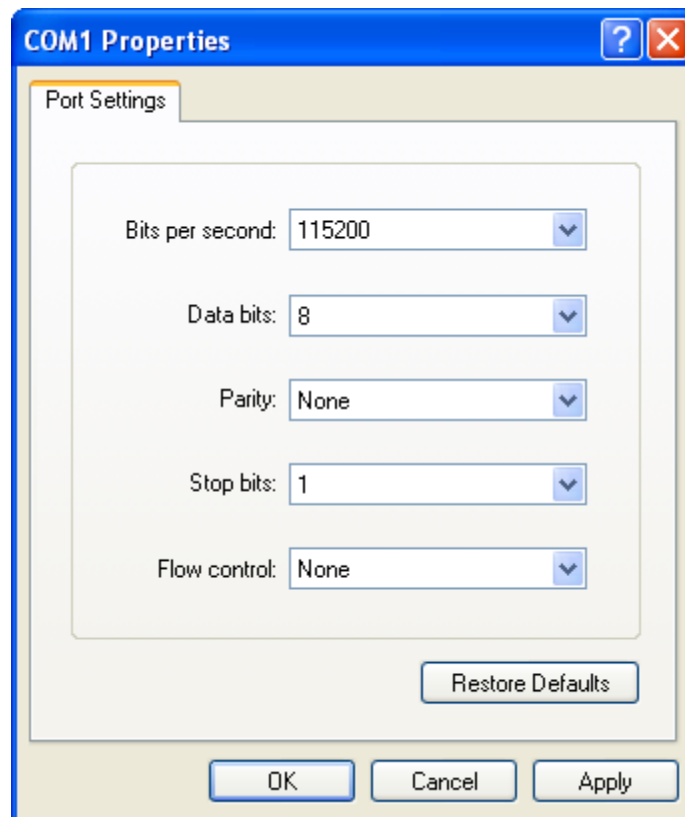 COM1 Properties
Port Settings
Bits per second: 115200
Data bits: 8
Parity: None
Stop bits: 1
Flow control: None
Restore Defaults
OK Cancel Apply